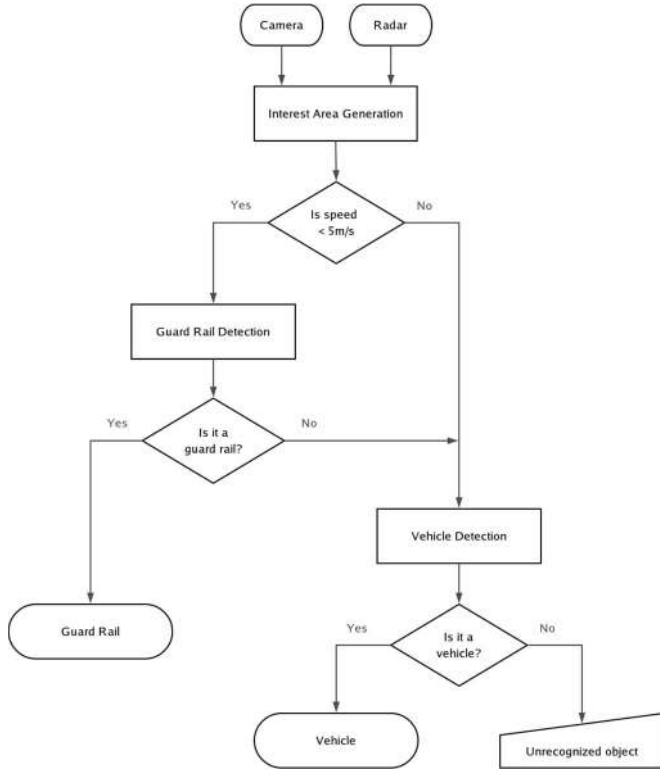 Camera
Radar
Interest Area Generation
Yes
Is speed
< 5m/s
No
Guard Rail Detection
Yes
Is it a
guard rail?
No
Vehicle Detection
Guard Rail
Yes
Is it a
vehicle?
No
Vehicle
Unrecognized object